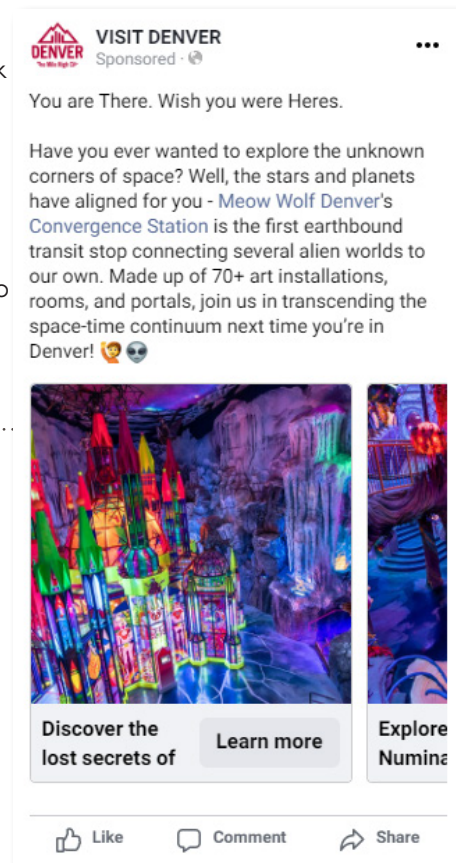 DENVER
The Mile High City
VISIT DENVER
Sponsored ·
You are There. Wish you were Heres.
Have you ever wanted to explore the unknown
corners of space? Well, the stars and planets
have aligned for you - Meow Wolf Denver's
Convergence Station is the first earthbound
transit stop connecting several alien worlds to
our own. Made up of 70+ art installations,
rooms, and portals, join us in transcending the
space-time continuum next time you're in
Denver! 🙋 👽
Discover the
lost secrets of
Learn more
Explore
Numina
Like
Comment
Share